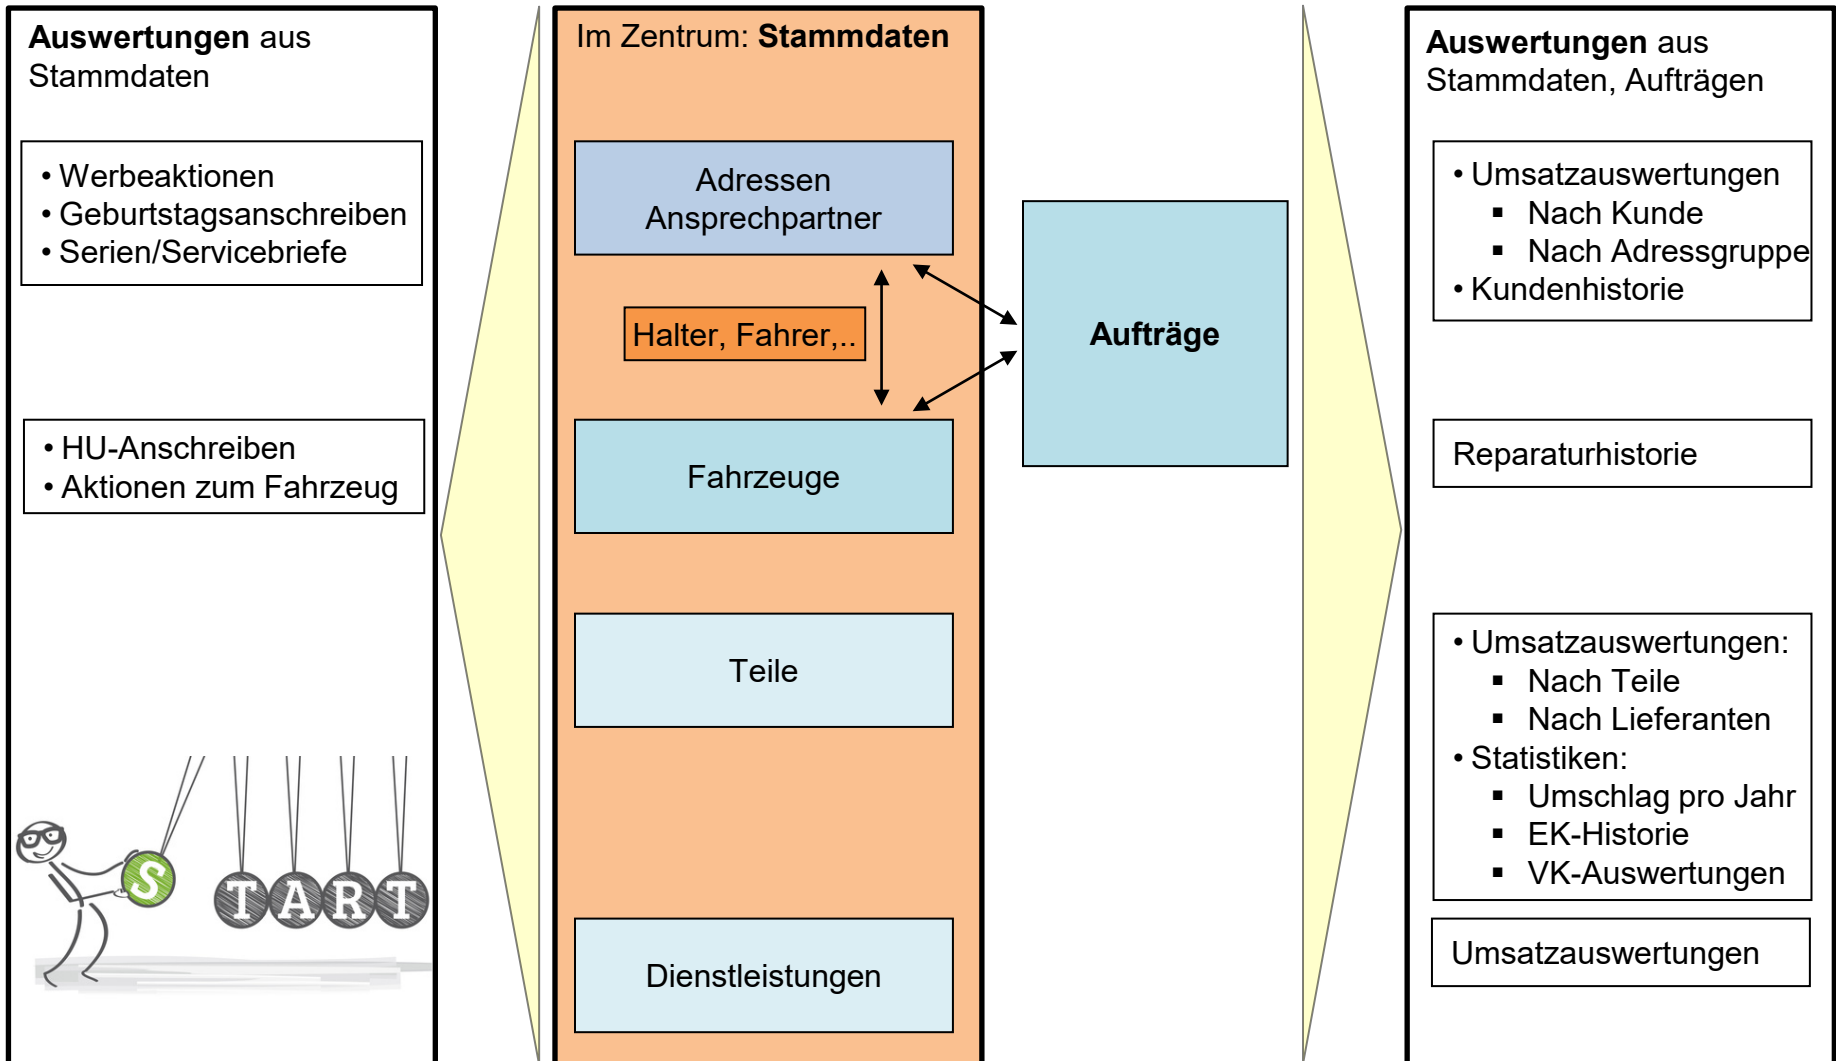 Auswertungen aus
Stammdaten
• Werbeaktionen
• Geburtstagsanschreiben
• Serien/Servicebriefe
• HU-Anschreiben
• Aktionen zum Fahrzeug
START
Im Zentrum: Stammdaten
Adressen
Ansprechpartner
Halter, Fahrer,..
Fahrzeuge
Teile
Dienstleistungen
Aufträge
Auswertungen aus
Stammdaten, Aufträgen
• Umsatzauswertungen
▪ Nach Kunde
▪ Nach Adressgruppe
• Kundenhistorie
Reparaturhistorie
• Umsatzauswertungen:
▪ Nach Teile
▪ Nach Lieferanten
• Statistiken:
▪ Umschlag pro Jahr
▪ EK-Historie
▪ VK-Auswertungen
Umsatzauswertungen